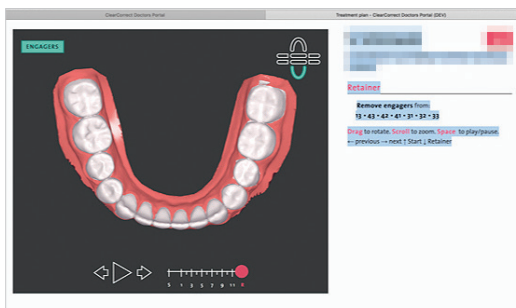 ClearCorrect Doctors Portal
Treatment plan - ClearCorrect Doctors Portal (DEV)
ENGAGERS
Retainer
Remove engagers from:
13 • 43 • 42 • 41 • 31 • 32 • 33
Drag to rotate. Scroll to zoom. Space to play/pause.
← previous → next ↑ Start ↓ Retainer
S 1 3 5 7 9 11 R